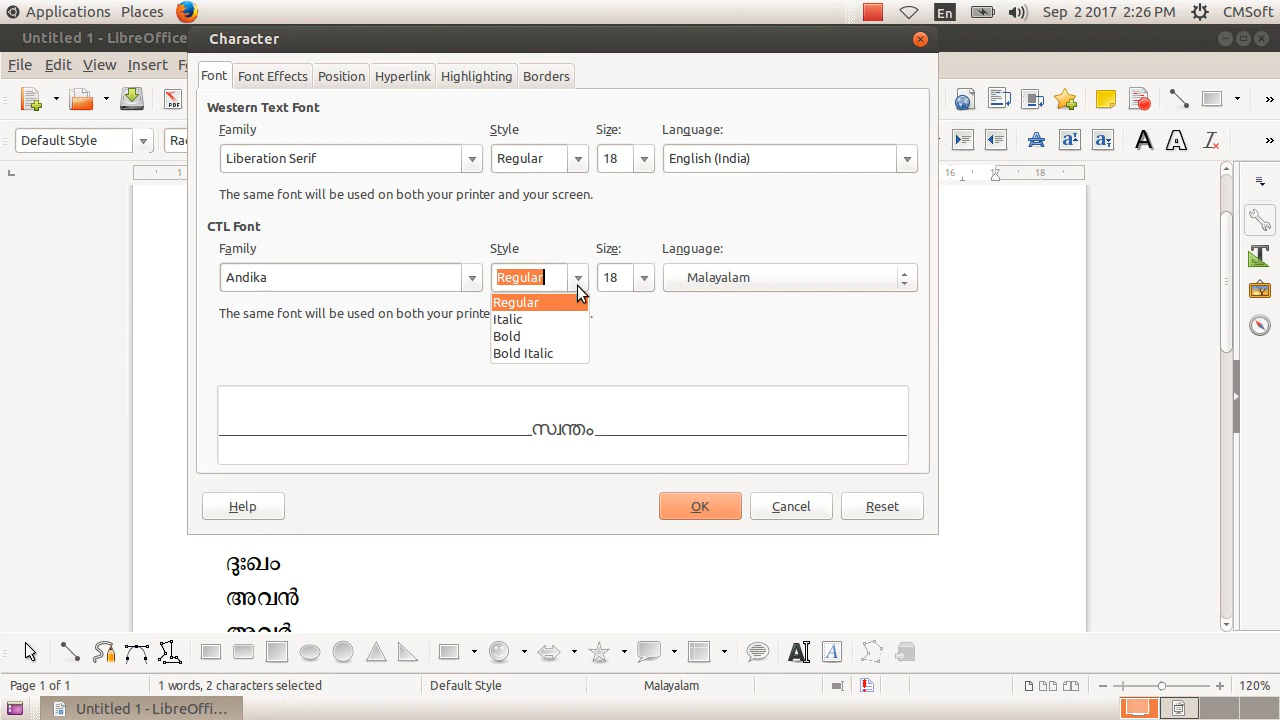 Applications Places En Sep 2 2017 2:26 PM CMSoft
Untitled 1 - LibreOffice
Character
File Edit View Insert
Font Font Effects Position Hyperlink Highlighting Borders
Western Text Font
Family Style Size: Language:
Default Style
Liberation Serif Regular 18 English (India)
The same font will be used on both your printer and your screen.
16 17 18
CTL Font
Family Style Size: Language:
Andika Regular 18 Malayalam
Regular
The same font will be used on both your printe
Italic
Bold
Bold Italic
സ്വന്തം
Help OK Cancel Reset
ദുഃഖം
അവൻ
അവർ
Page 1 of 1 1 words, 2 characters selected Default Style Malayalam 120%
Untitled 1 - LibreOffi...